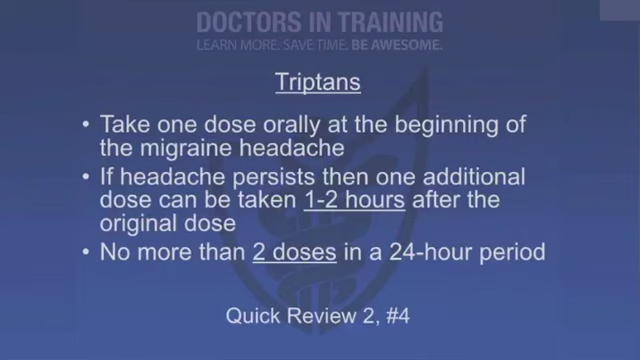 DOCTORS IN TRAINING
LEARN MORE. SAVE TIME. BE AWESOME.
Triptans
• Take one dose orally at the beginning of
the migraine headache
• If headache persists then one additional
dose can be taken 1-2 hours after the
original dose
• No more than 2 doses in a 24-hour period
Quick Review 2, #4